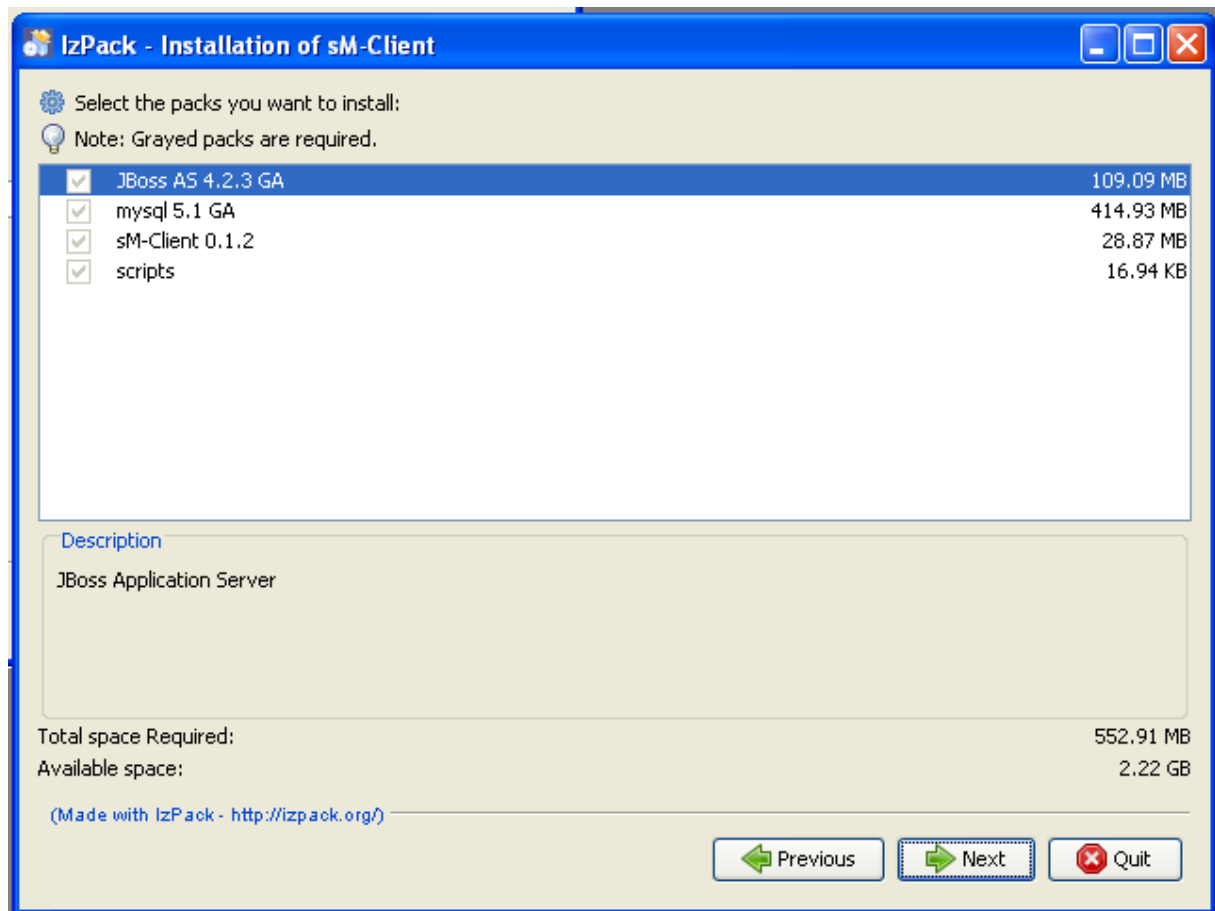 IzPack - Installation of sM-Client
Select the packs you want to install:
Note: Grayed packs are required.
JBoss AS 4.2.3 GA 109.09 MB
mysql 5.1 GA 414.93 MB
sM-Client 0.1.2 28.87 MB
scripts 16.94 KB
Description
JBoss Application Server
Total space Required: 552.91 MB
Available space: 2.22 GB
(Made with IzPack - http://izpack.org/)
Previous Next Quit